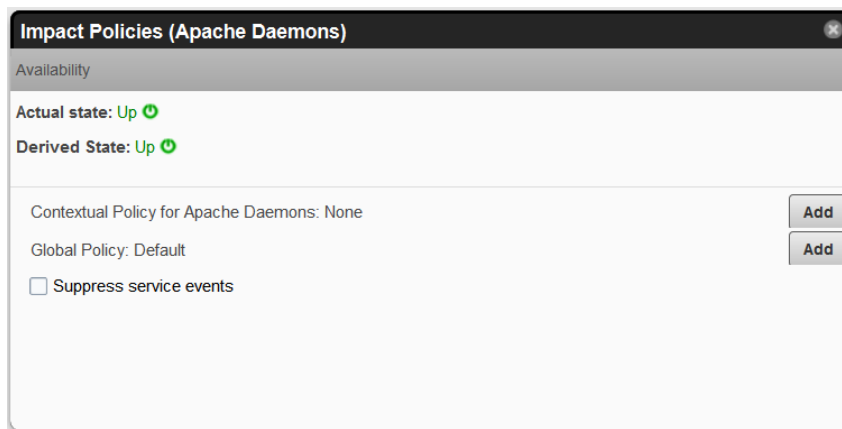 Impact Policies (Apache Daemons)
Availability
Actual state: Up
Derived State: Up
Contextual Policy for Apache Daemons: None
Add
Global Policy: Default
Add
Suppress service events